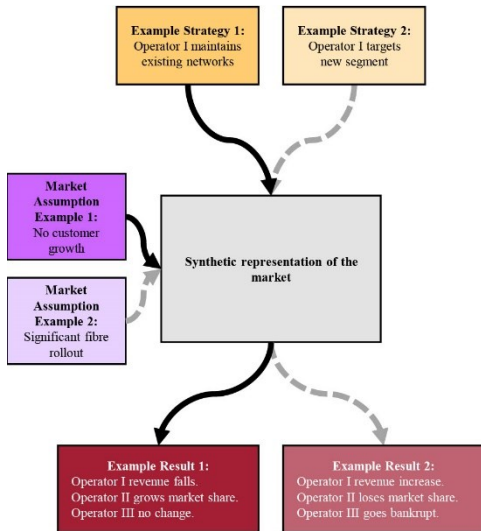 Example Strategy 1:
Operator I maintains
existing networks
Example Strategy 2:
Operator I targets
new segment
Market
Assumption
Example 1:
No customer
growth
Market
Assumption
Example 2:
Significant fibre
rollout
Synthetic representation of the
market
Example Result 1:
Operator I revenue falls.
Operator II grows market share.
Operator III no change.
Example Result 2:
Operator I revenue increase.
Operator II loses market share.
Operator III goes bankrupt.